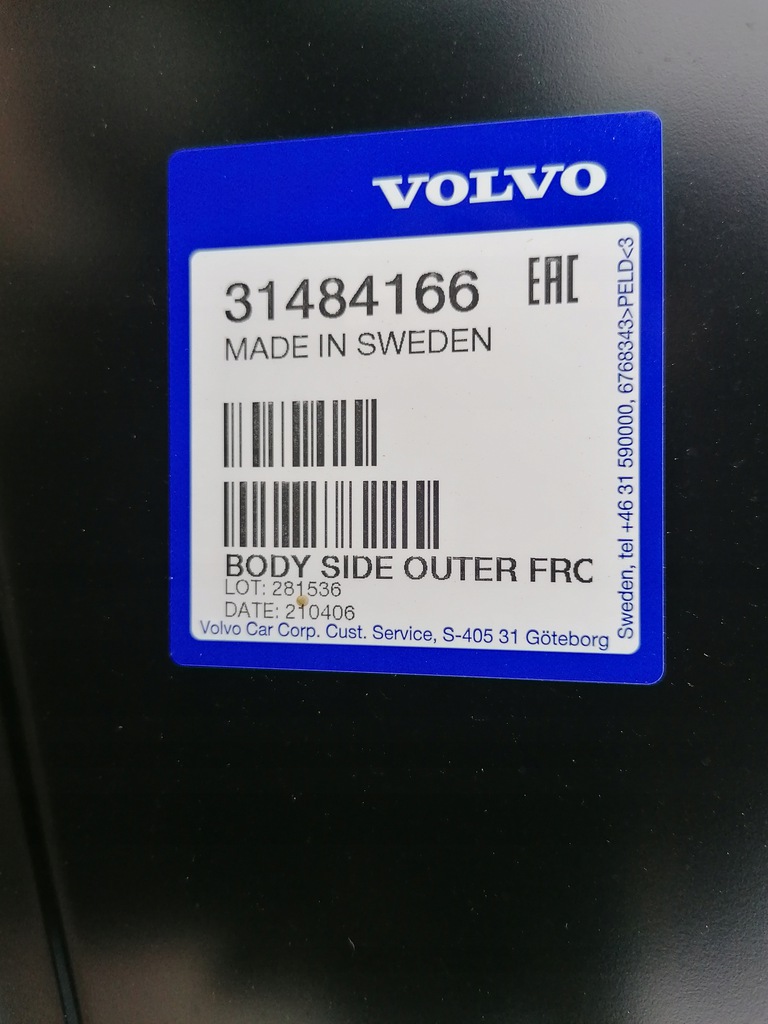 VOLVO
31484166
EAC
MADE IN SWEDEN
BODY SIDE OUTER FRC
LOT: 281536
DATE: 210406
Volvo Car Corp. Cust. Service, S-405 31 Göteborg
Sweden, tel +46 31 590000, 6768343>PELD<3